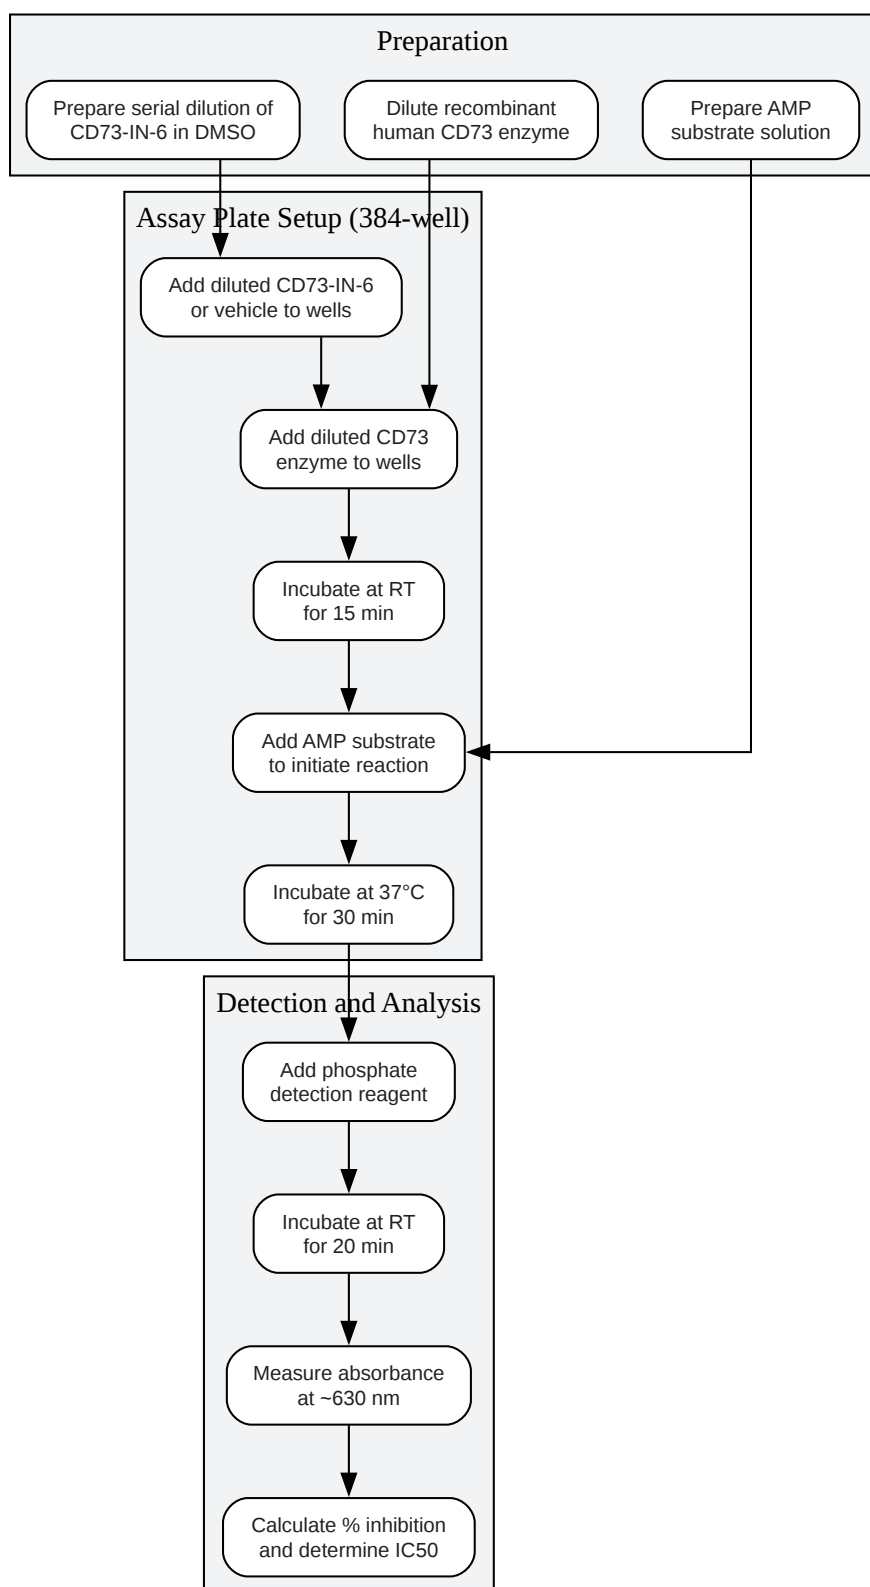 Preparation
Prepare serial dilution of
CD73-IN-6 in DMSO
Dilute recombinant
human CD73 enzyme
Prepare AMP
substrate solution
Assay Plate Setup (384-well)
Add diluted CD73-IN-6
or vehicle to wells
Add diluted CD73
enzyme to wells
Incubate at RT
for 15 min
Add AMP substrate
to initiate reaction
Incubate at 37°C
for 30 min
Detection and Analysis
Add phosphate
detection reagent
Incubate at RT
for 20 min
Measure absorbance
at ~630 nm
Calculate % inhibition
and determine IC50